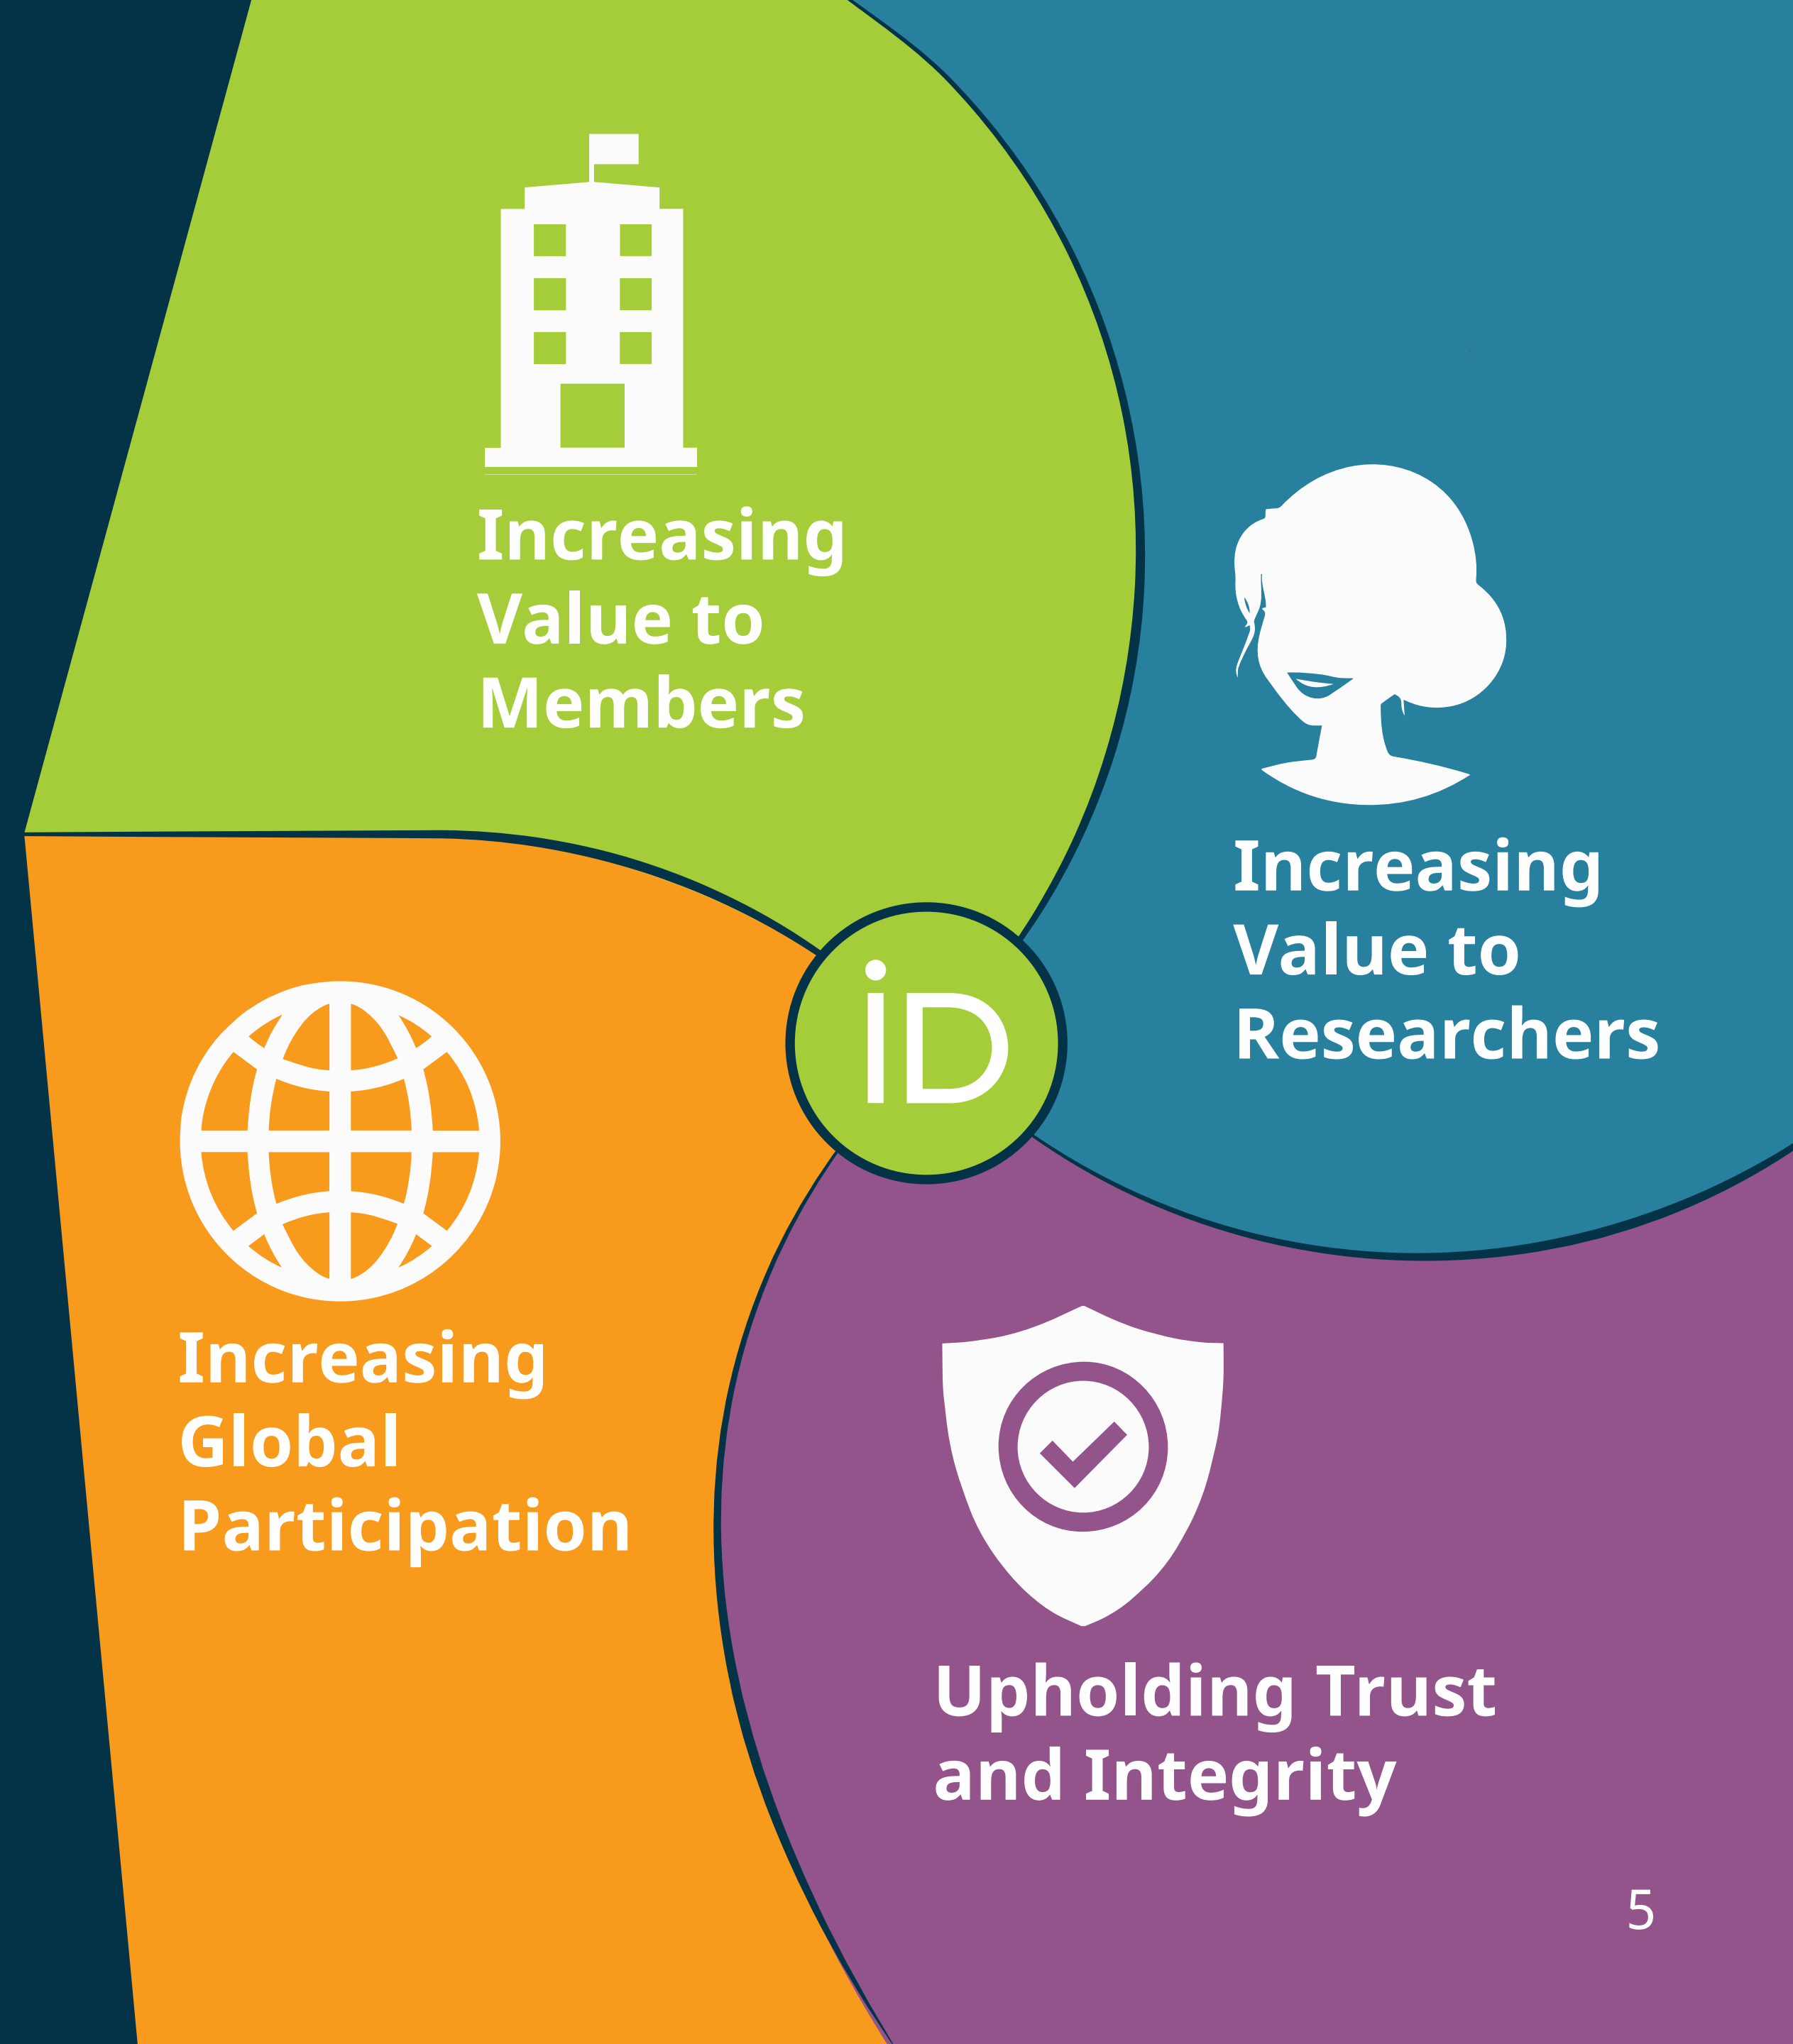 Increasing
Value to
Members
Increasing
Value to
Researchers
iD
Increasing
Global
Participation
Upholding Trust
and Integrity
5